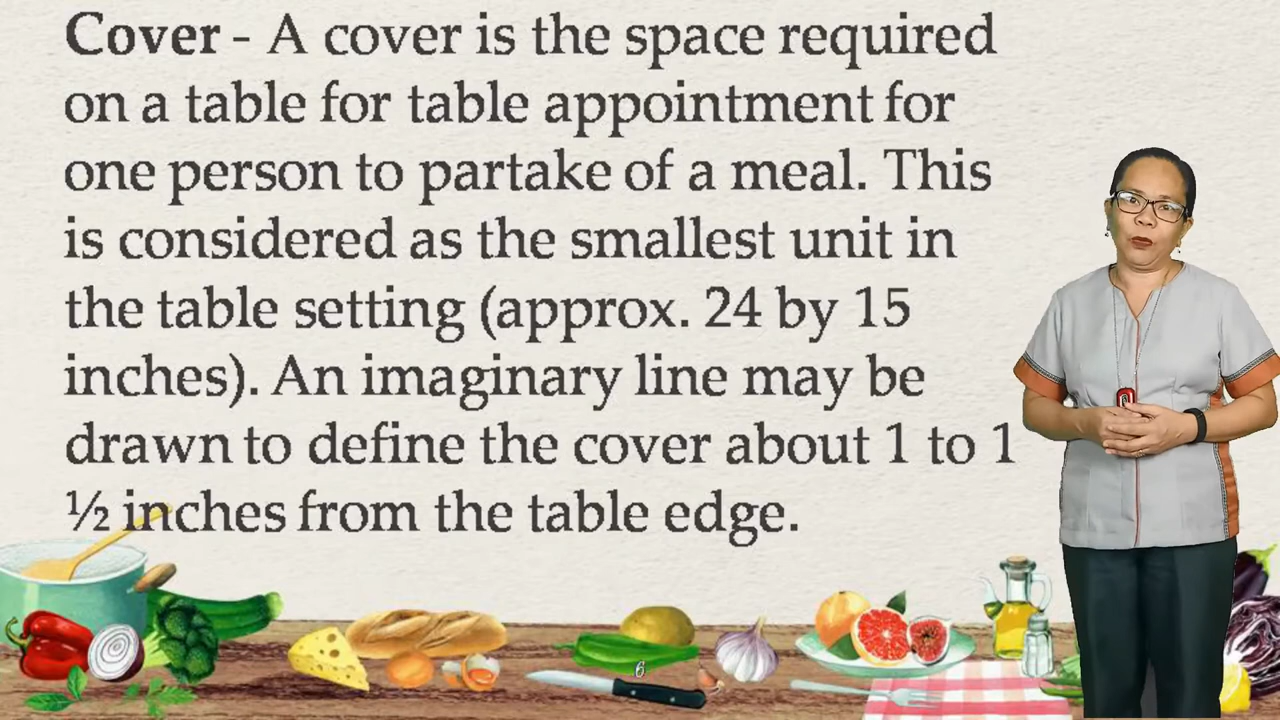 Cover - A cover is the space required
on a table for table appointment for
one person to partake of a meal. This
is considered as the smallest unit in
the table setting (approx. 24 by 15
inches). An imaginary line may be
drawn to define the cover about 1 to 1
½ inches from the table edge.
6